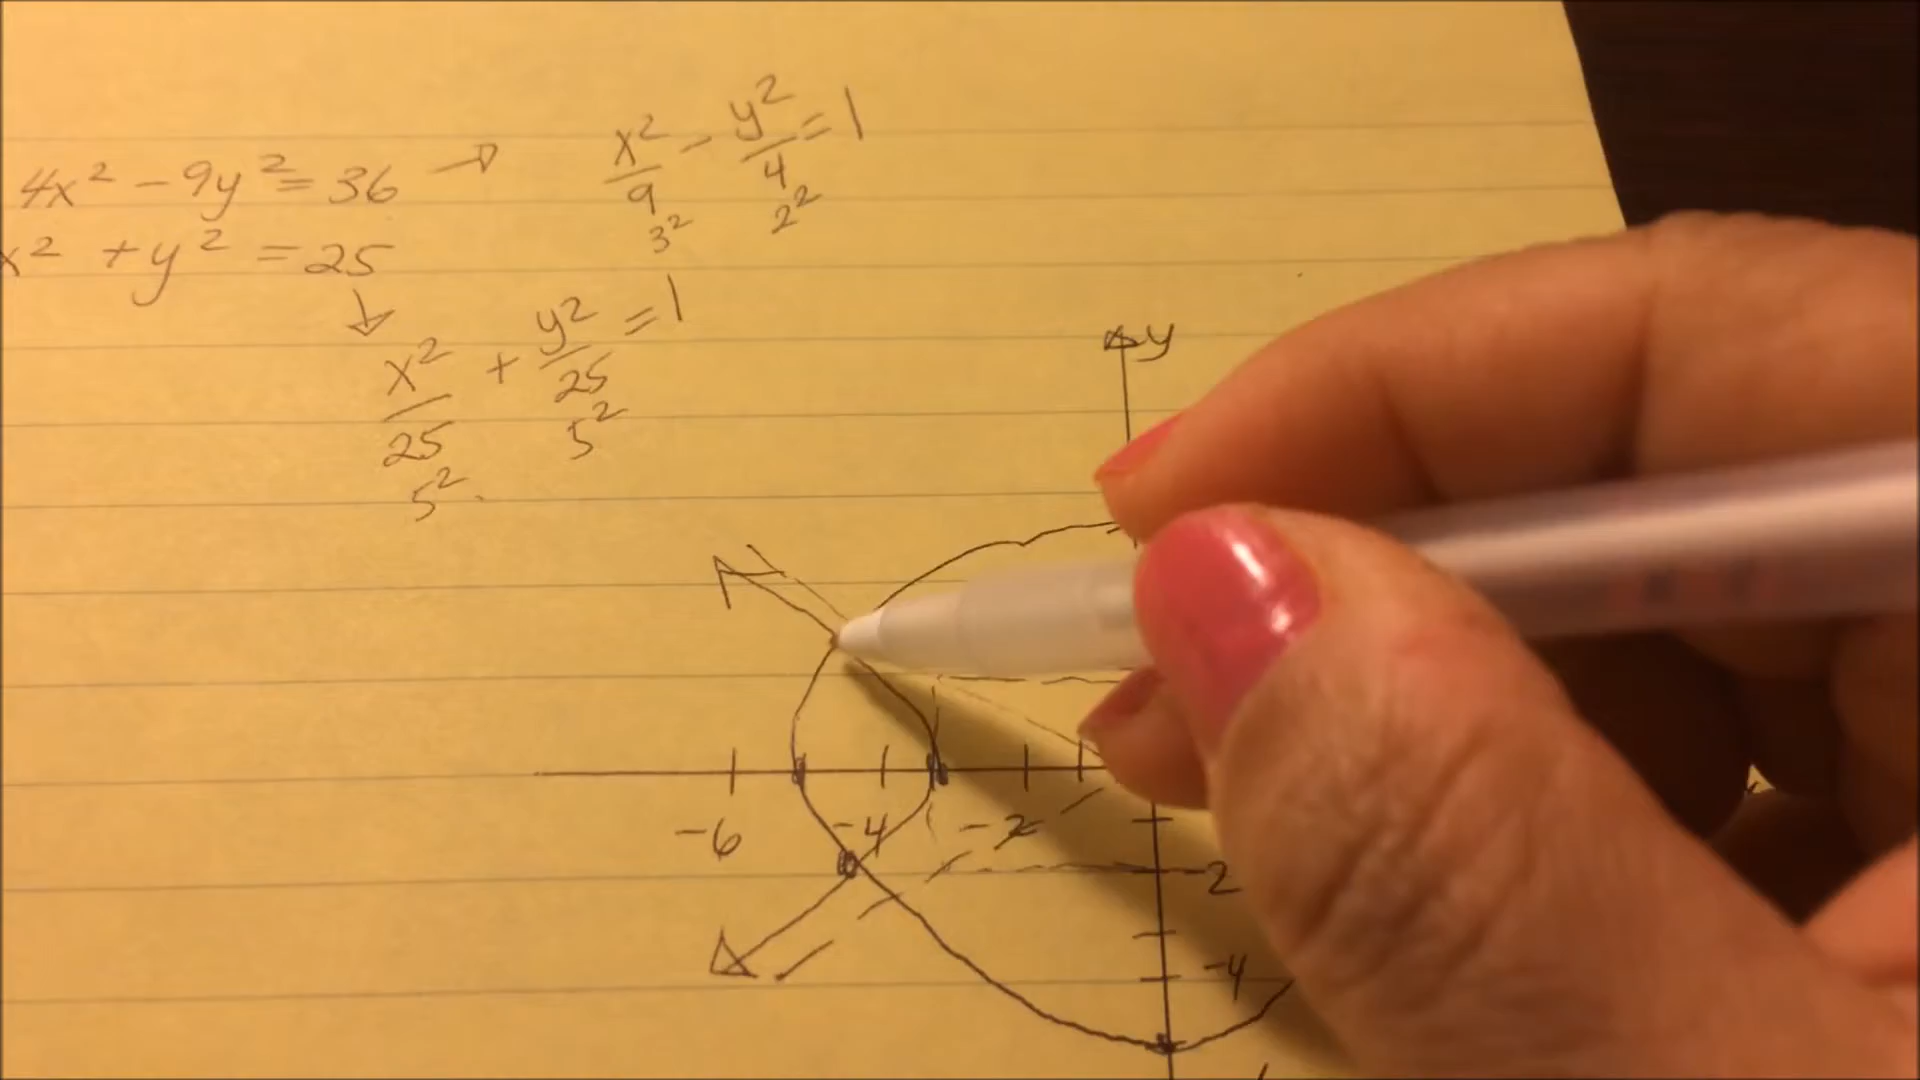 4x² - 9y² = 36 → x²/9 - y²/4 = 1
3² 2²
x² + y² = 25
↓
x²/25 + y²/25 = 1
5² 5²
y
-6 -4 -2
-2
-4